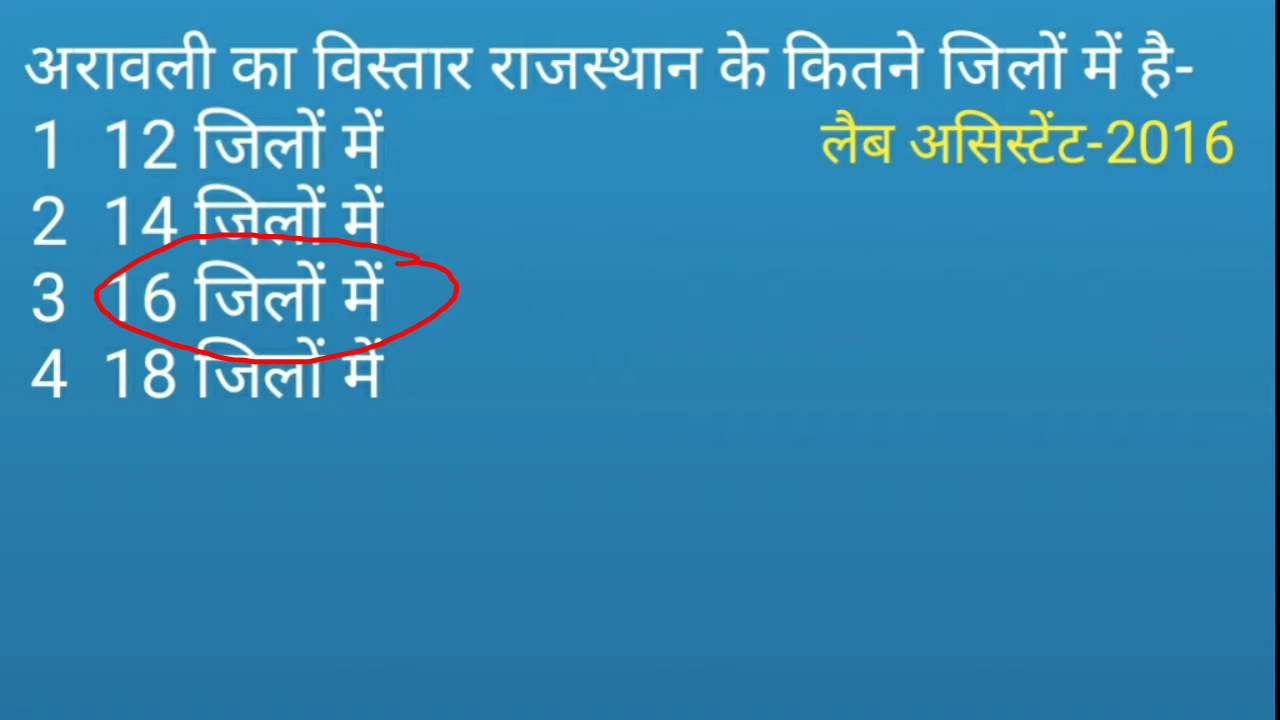 अरावली का विस्तार राजस्थान के कितने जिलों में है-
1 12 जिलों में
लैब असिस्टेंट-2016
2 14 जिलों में
3 16 जिलों में
4 18 जिलों में